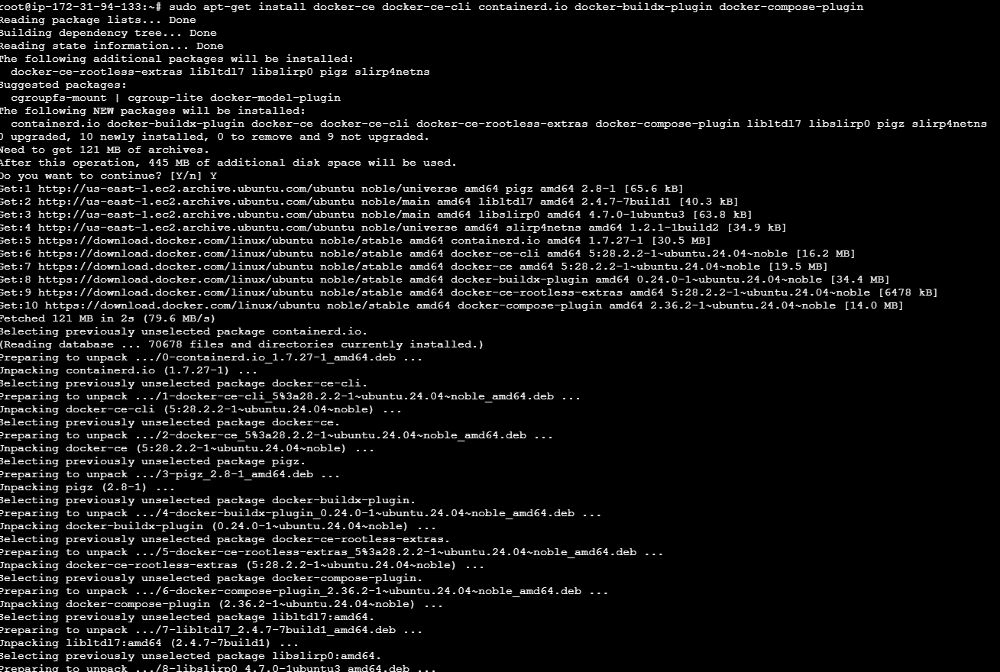 root@ip-172-31-94-133:~# sudo apt-get install docker-ce docker-ce-cli containerd.io docker-buildx-plugin docker-compose-plugin
Reading package lists... Done
Building dependency tree... Done
Reading state information... Done
The following additional packages will be installed:
  docker-ce-rootless-extras libltdl7 libslirp0 pigz slirp4netns
Suggested packages:
  cgroupfs-mount | cgroup-lite docker-model-plugin
The following NEW packages will be installed:
  containerd.io docker-buildx-plugin docker-ce docker-ce-cli docker-ce-rootless-extras docker-compose-plugin libltdl7 libslirp0 pigz slirp4netns
0 upgraded, 10 newly installed, 0 to remove and 9 not upgraded.
Need to get 121 MB of archives.
After this operation, 445 MB of additional disk space will be used.
Do you want to continue? [Y/n] Y
Get:1 http://us-east-1.ec2.archive.ubuntu.com/ubuntu noble/universe amd64 pigz amd64 2.8-1 [65.6 kB]
Get:2 http://us-east-1.ec2.archive.ubuntu.com/ubuntu noble/main amd64 libltdl7 amd64 2.4.7-7build1 [40.3 kB]
Get:3 http://us-east-1.ec2.archive.ubuntu.com/ubuntu noble/main amd64 libslirp0 amd64 4.7.0-1ubuntu3 [63.8 kB]
Get:4 http://us-east-1.ec2.archive.ubuntu.com/ubuntu noble/universe amd64 slirp4netns amd64 1.2.1-1build2 [34.9 kB]
Get:5 https://download.docker.com/linux/ubuntu noble/stable amd64 containerd.io amd64 1.7.27-1 [30.5 MB]
Get:6 https://download.docker.com/linux/ubuntu noble/stable amd64 docker-ce-cli amd64 5:28.2.2-1~ubuntu.24.04~noble [16.2 MB]
Get:7 https://download.docker.com/linux/ubuntu noble/stable amd64 docker-ce amd64 5:28.2.2-1~ubuntu.24.04~noble [19.5 MB]
Get:8 https://download.docker.com/linux/ubuntu noble/stable amd64 docker-buildx-plugin amd64 0.24.0-1~ubuntu.24.04~noble [34.4 MB]
Get:9 https://download.docker.com/linux/ubuntu noble/stable amd64 docker-ce-rootless-extras amd64 5:28.2.2-1~ubuntu.24.04~noble [6478 kB]
Get:10 https://download.docker.com/linux/ubuntu noble/stable amd64 docker-compose-plugin amd64 2.36.2-1~ubuntu.24.04~noble [14.0 MB]
Fetched 121 MB in 2s (79.6 MB/s)
Selecting previously unselected package containerd.io.
(Reading database ... 70678 files and directories currently installed.)
Preparing to unpack .../0-containerd.io_1.7.27-1_amd64.deb ...
Unpacking containerd.io (1.7.27-1) ...
Selecting previously unselected package docker-ce-cli.
Preparing to unpack .../1-docker-ce-cli_5%3a28.2.2-1~ubuntu.24.04~noble_amd64.deb ...
Unpacking docker-ce-cli (5:28.2.2-1~ubuntu.24.04~noble) ...
Selecting previously unselected package docker-ce.
Preparing to unpack .../2-docker-ce_5%3a28.2.2-1~ubuntu.24.04~noble_amd64.deb ...
Unpacking docker-ce (5:28.2.2-1~ubuntu.24.04~noble) ...
Selecting previously unselected package pigz.
Preparing to unpack .../3-pigz_2.8-1_amd64.deb ...
Unpacking pigz (2.8-1) ...
Selecting previously unselected package docker-buildx-plugin.
Preparing to unpack .../4-docker-buildx-plugin_0.24.0-1~ubuntu.24.04~noble_amd64.deb ...
Unpacking docker-buildx-plugin (0.24.0-1~ubuntu.24.04~noble) ...
Selecting previously unselected package docker-ce-rootless-extras.
Preparing to unpack .../5-docker-ce-rootless-extras_5%3a28.2.2-1~ubuntu.24.04~noble_amd64.deb ...
Unpacking docker-ce-rootless-extras (5:28.2.2-1~ubuntu.24.04~noble) ...
Selecting previously unselected package docker-compose-plugin.
Preparing to unpack .../6-docker-compose-plugin_2.36.2-1~ubuntu.24.04~noble_amd64.deb ...
Unpacking docker-compose-plugin (2.36.2-1~ubuntu.24.04~noble) ...
Selecting previously unselected package libltdl7:amd64.
Preparing to unpack .../7-libltdl7_2.4.7-7build1_amd64.deb ...
Unpacking libltdl7:amd64 (2.4.7-7build1) ...
Selecting previously unselected package libslirp0:amd64.
Preparing to unpack .../8-libslirp0_4.7.0-1ubuntu3_amd64.deb ...